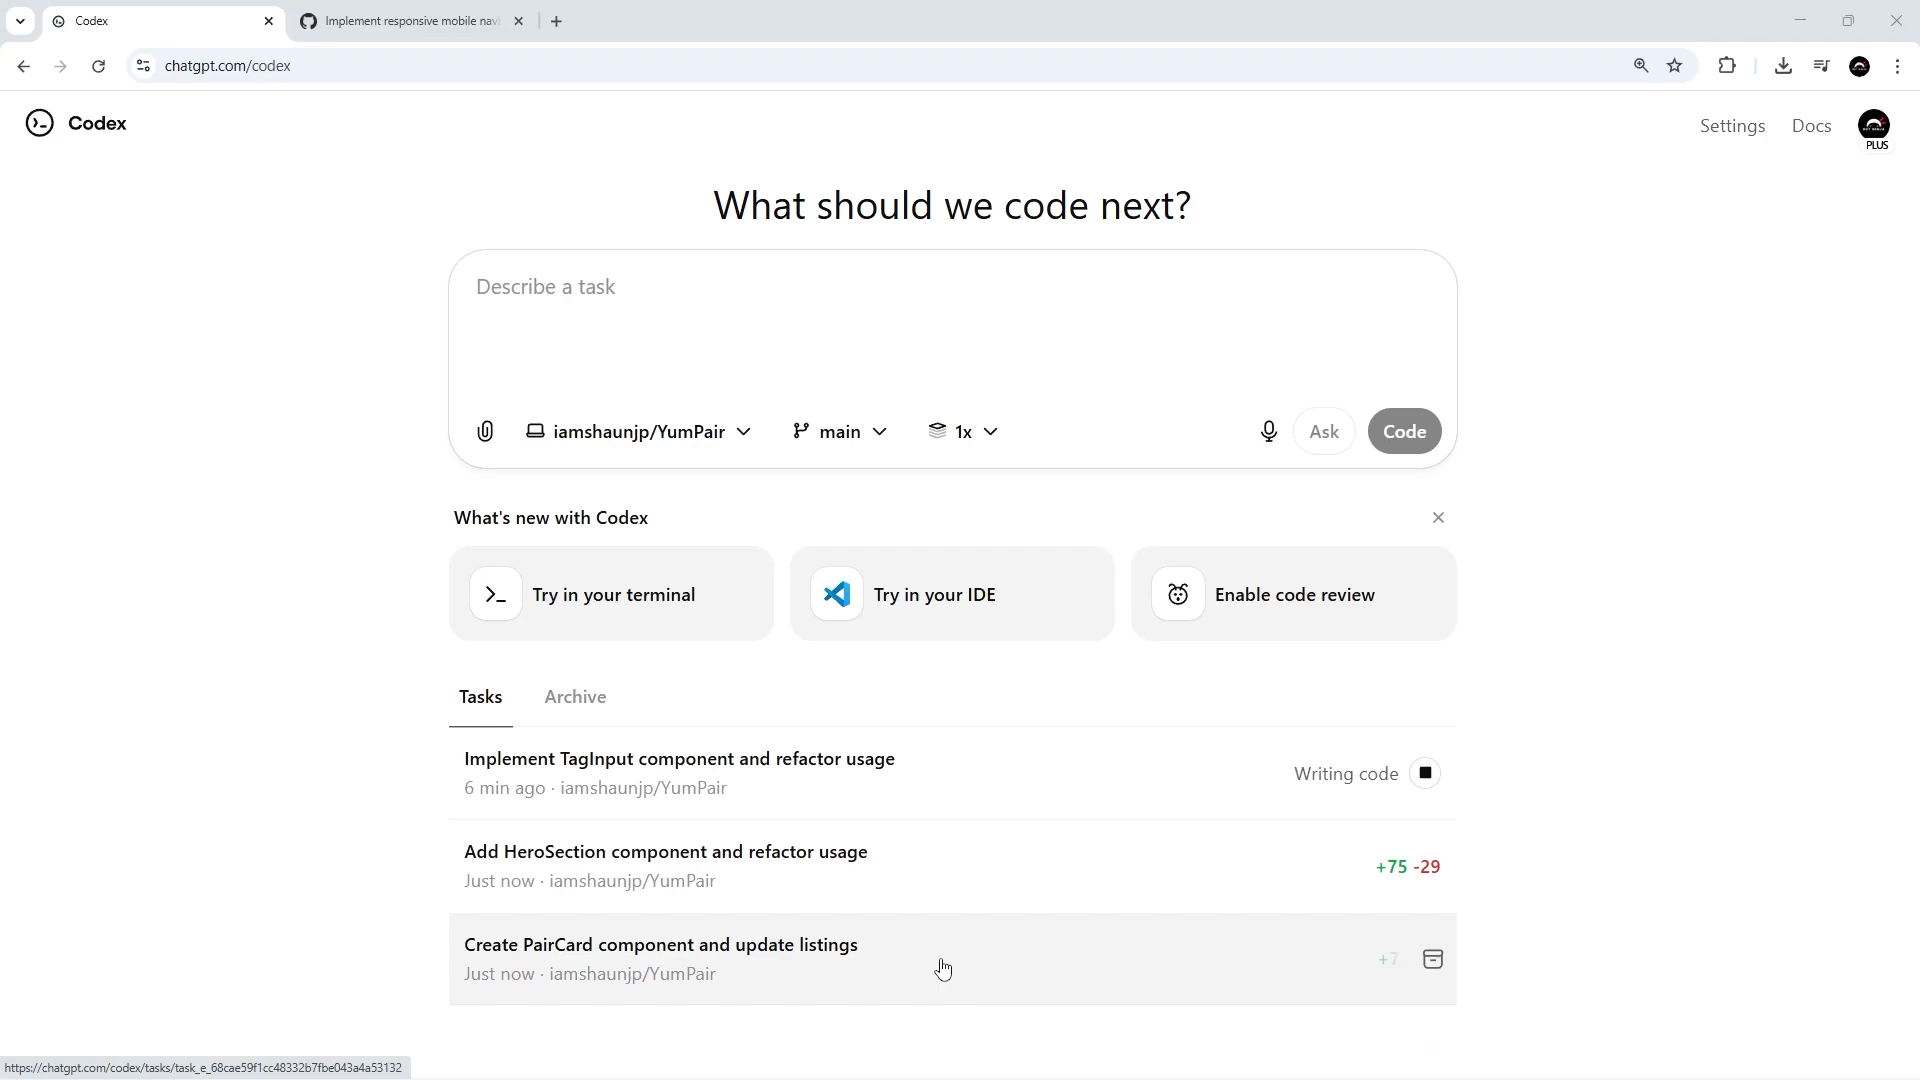 Codex
Implement responsive mobile navi
chatgpt.com/codex
Codex
Settings
Docs
PLUS
What should we code next?
Describe a task
iamshaunjp/YumPair
main
1x
Ask
Code
What's new with Codex
Try in your terminal
Try in your IDE
Enable code review
Tasks
Archive
Implement TagInput component and refactor usage
6 min ago · iamshaunjp/YumPair
Writing code
Add HeroSection component and refactor usage
Just now · iamshaunjp/YumPair
+75 -29
Create PairCard component and update listings
Just now · iamshaunjp/YumPair
+7
https://chatgpt.com/codex/tasks/task_e_68cae59f1cc48332b7fbe043a4a53132